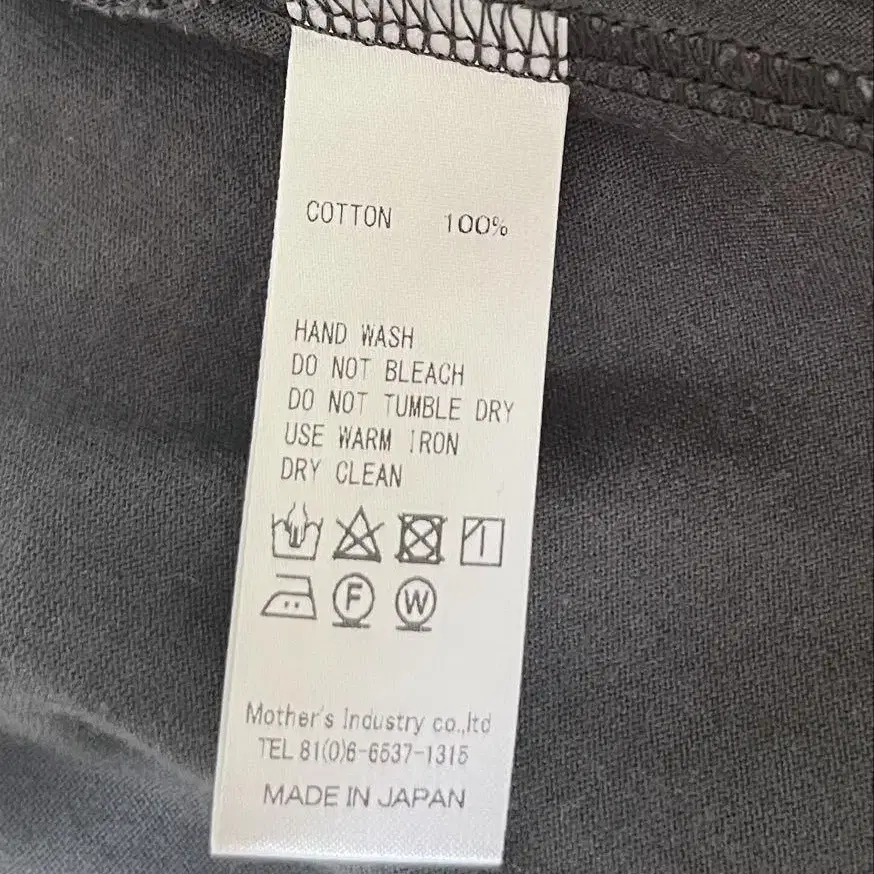 COTTON 100%
HAND WASH
DO NOT BLEACH
DO NOT TUMBLE DRY
USE WARM IRON
DRY CLEAN
F W
Mother's Industry co.,ltd
TEL 81(0)6-6537-1315
MADE IN JAPAN